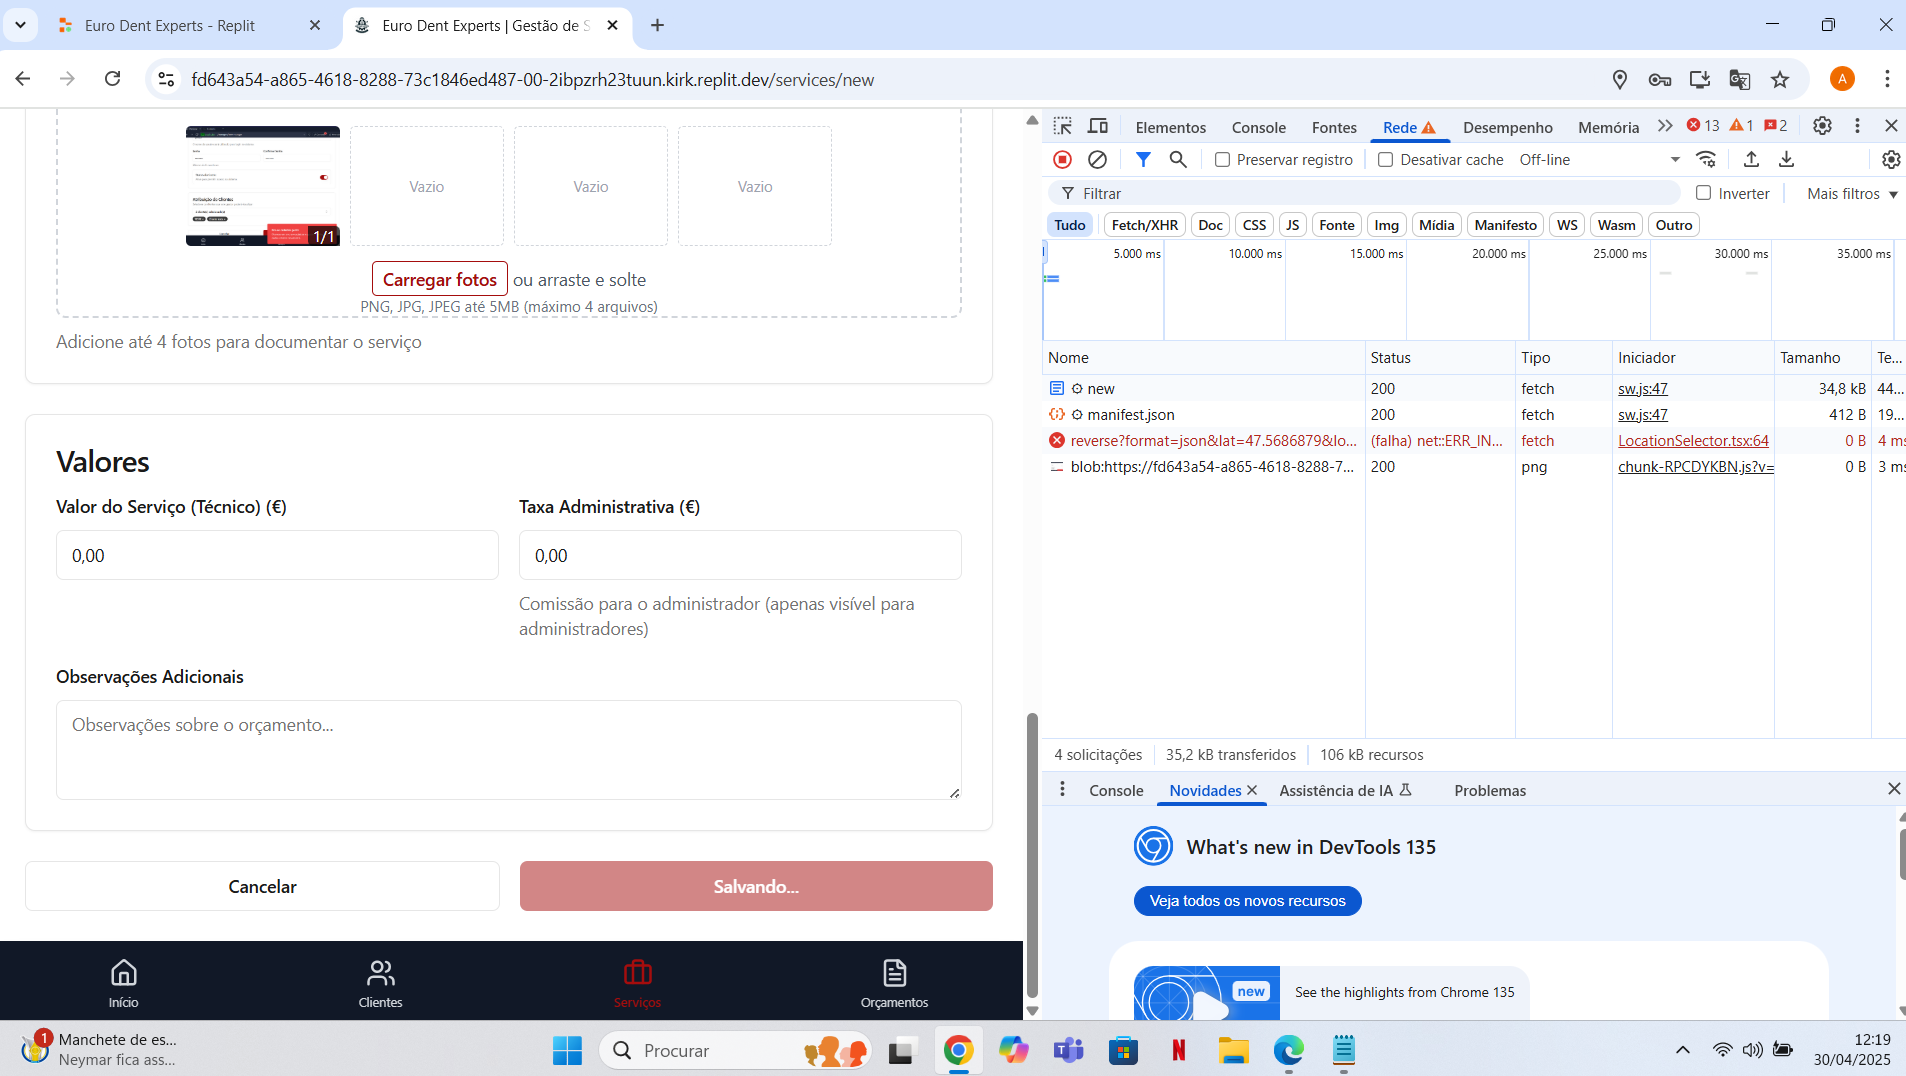 Euro Dent Experts - Replit
Euro Dent Experts | Gestão de S
fd643a54-a865-4618-8288-73c1846ed487-00-2ibpzrh23tuun.kirk.replit.dev/services/new
A
1/1
Vazio
Vazio
Vazio
Carregar fotos ou arraste e solte
PNG, JPG, JPEG até 5MB (máximo 4 arquivos)
Adicione até 4 fotos para documentar o serviço
Valores
Valor do Serviço (Técnico) (€)
Taxa Administrativa (€)
0,00
0,00
Comissão para o administrador (apenas visível para
administradores)
Observações Adicionais
Observações sobre o orçamento...
Cancelar
Salvando...
Início
Clientes
Serviços
Orçamentos
Elementos
Console
Fontes
Rede
Desempenho
Memória
13
1
2
Preservar registro
Desativar cache
Off-line
Filtrar
Inverter
Mais filtros
Tudo
Fetch/XHR
Doc
CSS
JS
Fonte
Img
Mídia
Manifesto
WS
Wasm
Outro
5.000 ms
10.000 ms
15.000 ms
20.000 ms
25.000 ms
30.000 ms
35.000 ms
Nome Status Tipo Iniciador Tamanho Te...
new 200 fetch sw.js:47 34,8 kB 44...
manifest.json 200 fetch sw.js:47 412 B 19...
reverse?format=json&lat=47.5686879&lo... (falha) net::ERR_IN... fetch LocationSelector.tsx:64 0 B 4 ms
blob:https://fd643a54-a865-4618-8288-7... 200 png chunk-RPCDYKBN.js?v= 0 B 3 ms
4 solicitações
35,2 kB transferidos
106 kB recursos
Console
Novidades
Assistência de IA
Problemas
What's new in DevTools 135
Veja todos os novos recursos
new
See the highlights from Chrome 135
1
Manchete de es...
Neymar fica ass...
Procurar
12:19
30/04/2025